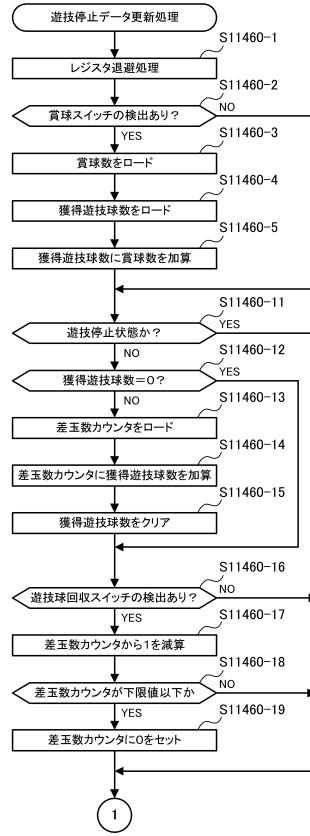 遊技停止データ更新処理
S11460-1
レジスタ退避処理
S11460-2
賞球スイッチの検出あり？
NO
YES
S11460-3
賞球数をロード
S11460-4
獲得遊技球数をロード
S11460-5
獲得遊技球数に賞球数を加算
S11460-11
遊技停止状態か？
YES
NO
S11460-12
獲得遊技球数＝0？
YES
NO
S11460-13
差玉数カウンタをロード
S11460-14
差玉数カウンタに獲得遊技球数を加算
S11460-15
獲得遊技球数をクリア
S11460-16
遊技球回収スイッチの検出あり？
NO
YES
S11460-17
差玉数カウンタから1を減算
S11460-18
差玉数カウンタが下限値以下か
NO
YES
S11460-19
差玉数カウンタに0をセット
1